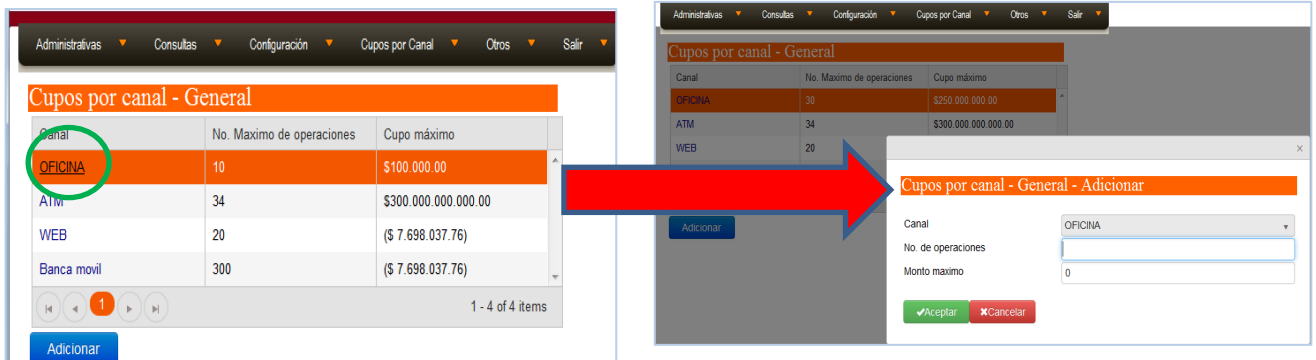 Administrativas Consultas Configuración Cupos por Canal Otros Salir
Cupos por canal - General
Canal No. Maximo de operaciones Cupo máximo
OFICINA 10 $100.000.00
ATM 34 $300.000.000.000.00
WEB 20 ($ 7.698.037.76)
Banca movil 300 ($ 7.698.037.76)
1 1 - 4 of 4 items
Adicionar
Administrativas Consultas Configuración Cupos por Canal Otros Salir
Cupos por canal - General
Canal No. Maximo de operaciones Cupo máximo
OFICINA 30 $250.000.000.00
ATM 34 $300.000.000.000.00
WEB 20
Adicionar
Cupos por canal - General - Adicionar
Canal OFICINA
No. de operaciones
Monto maximo 0
Aceptar Cancelar